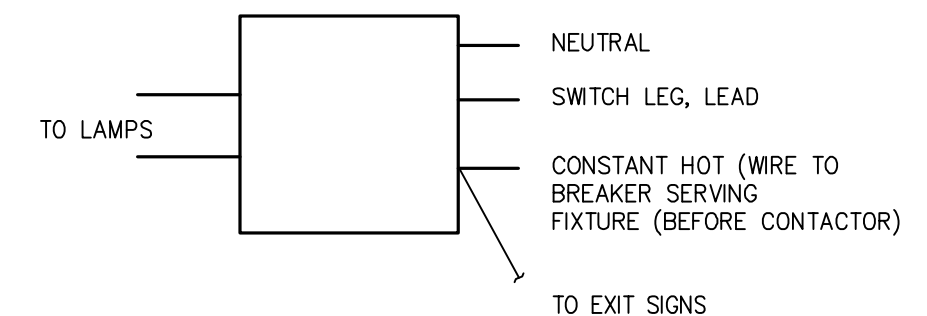 NEUTRAL
SWITCH LEG, LEAD
TO LAMPS
CONSTANT HOT (WIRE TO
BREAKER SERVING
FIXTURE (BEFORE CONTACTOR)
TO EXIT SIGNS